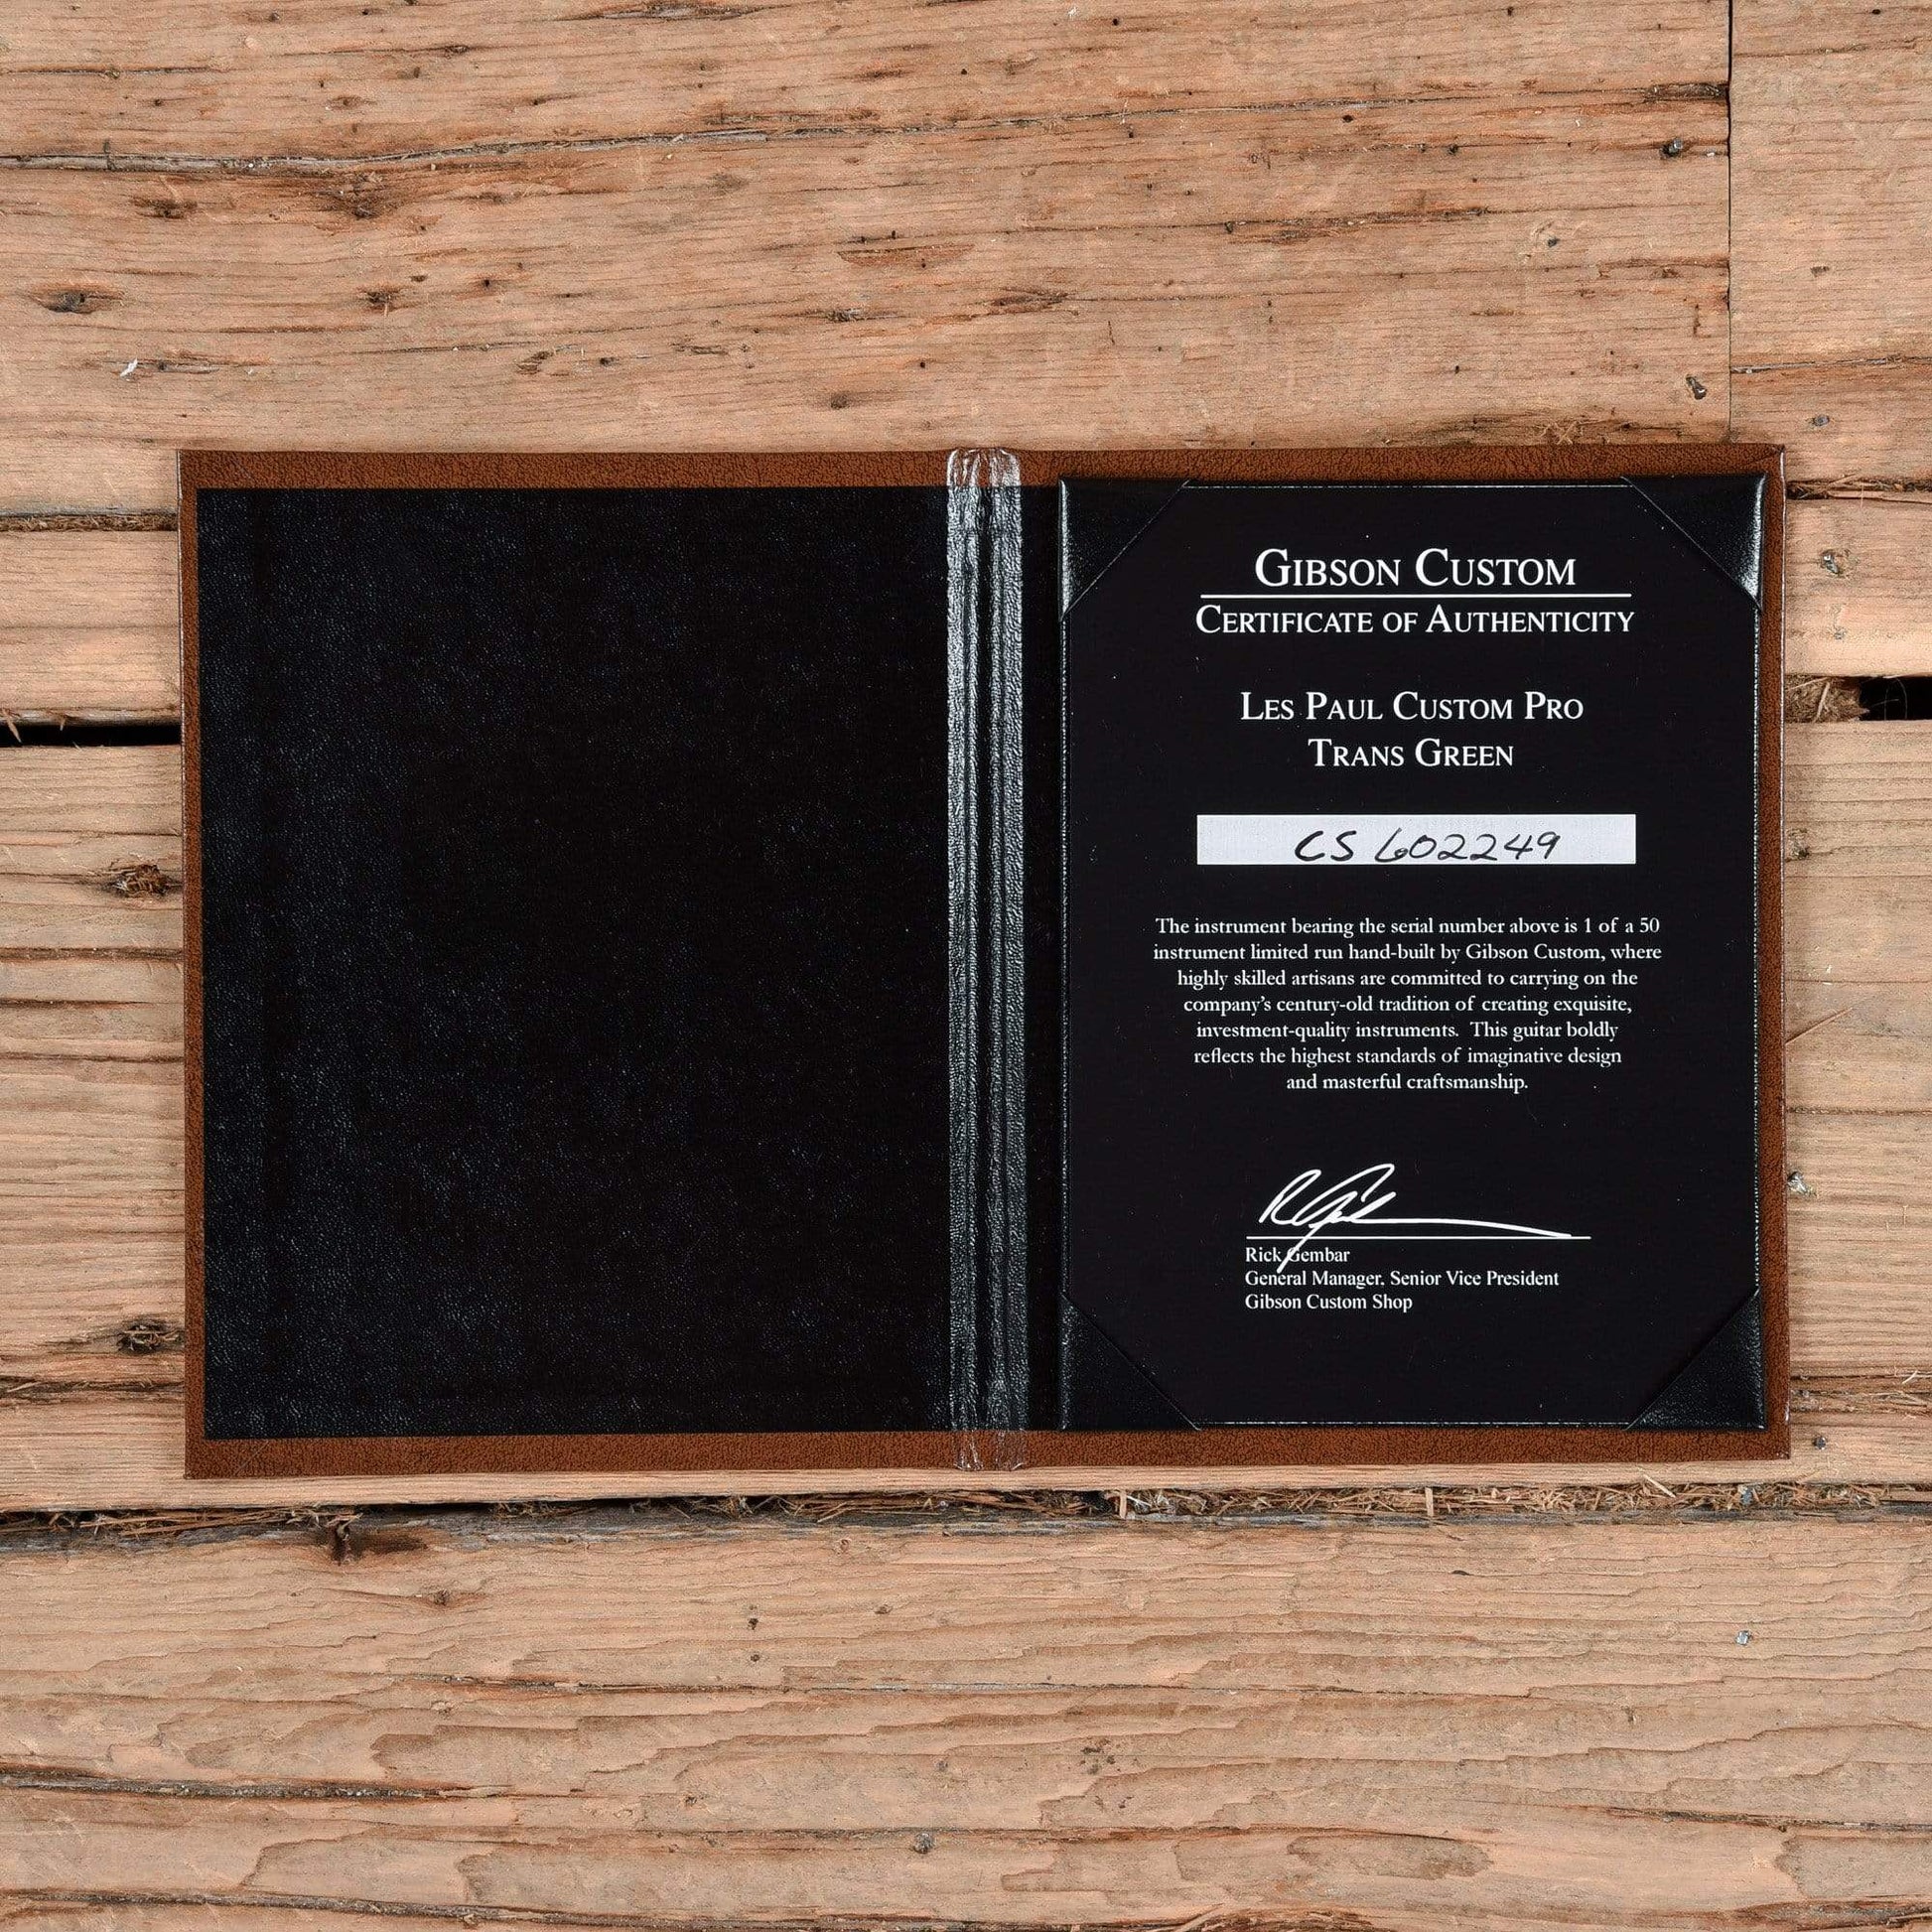 Gibson Custom
Certificate of Authenticity
Les Paul Custom Pro
Trans Green
CS 602249
The instrument bearing the serial number above is 1 of a 50
instrument limited run hand-built by Gibson Custom, where
highly skilled artisans are committed to carrying on the
company's century-old tradition of creating exquisite,
investment-quality instruments. This guitar boldly
reflects the highest standards of imaginative design
and masterful craftsmanship.
Rick Gembar
General Manager, Senior Vice President
Gibson Custom Shop